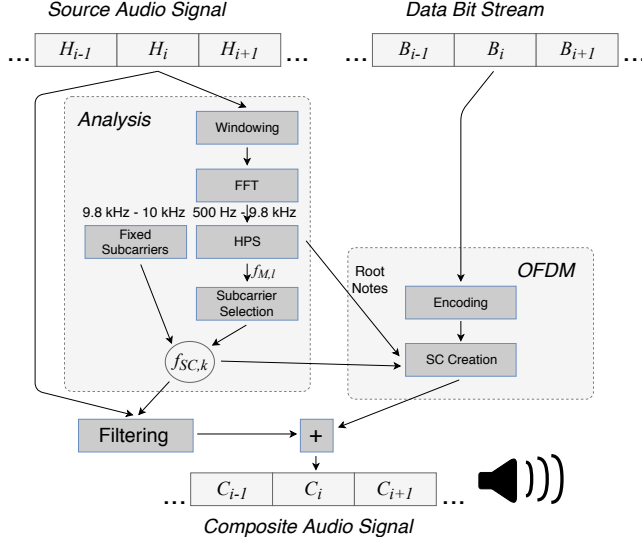 Source Audio Signal
Data Bit Stream
... H_{i-1} H_i H_{i+1} ...
... B_{i-1} B_i B_{i+1} ...
Analysis
Windowing
FFT
9.8 kHz - 10 kHz
500 Hz - 9.8 kHz
Fixed
Subcarriers
HPS
f_{M,l}
Root
Notes
OFDM
Subcarrier
Selection
Encoding
f_{SC,k}
SC Creation
Filtering
+
... C_{i-1} C_i C_{i+1} ...
Composite Audio Signal